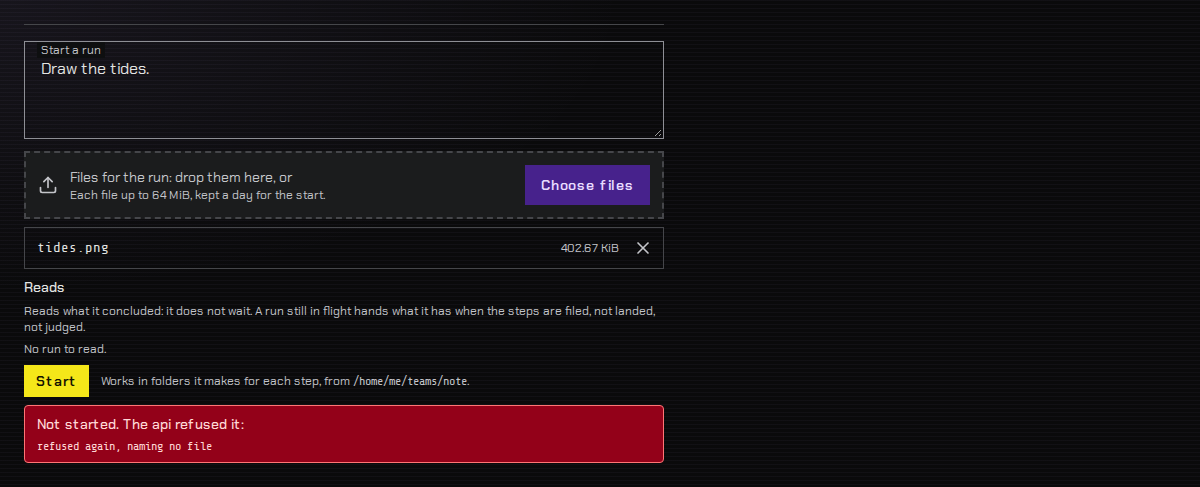 Start a run
Draw the tides.
Files for the run: drop them here, or
Each file up to 64 MiB, kept a day for the start.
Choose files
tides.png
402.67 KiB
Reads
Reads what it concluded: it does not wait. A run still in flight hands what it has when the steps are filed, not landed,
not judged.
No run to read.
Start
Works in folders it makes for each step, from /home/me/teams/note.
Not started. The api refused it:
refused again, naming no file